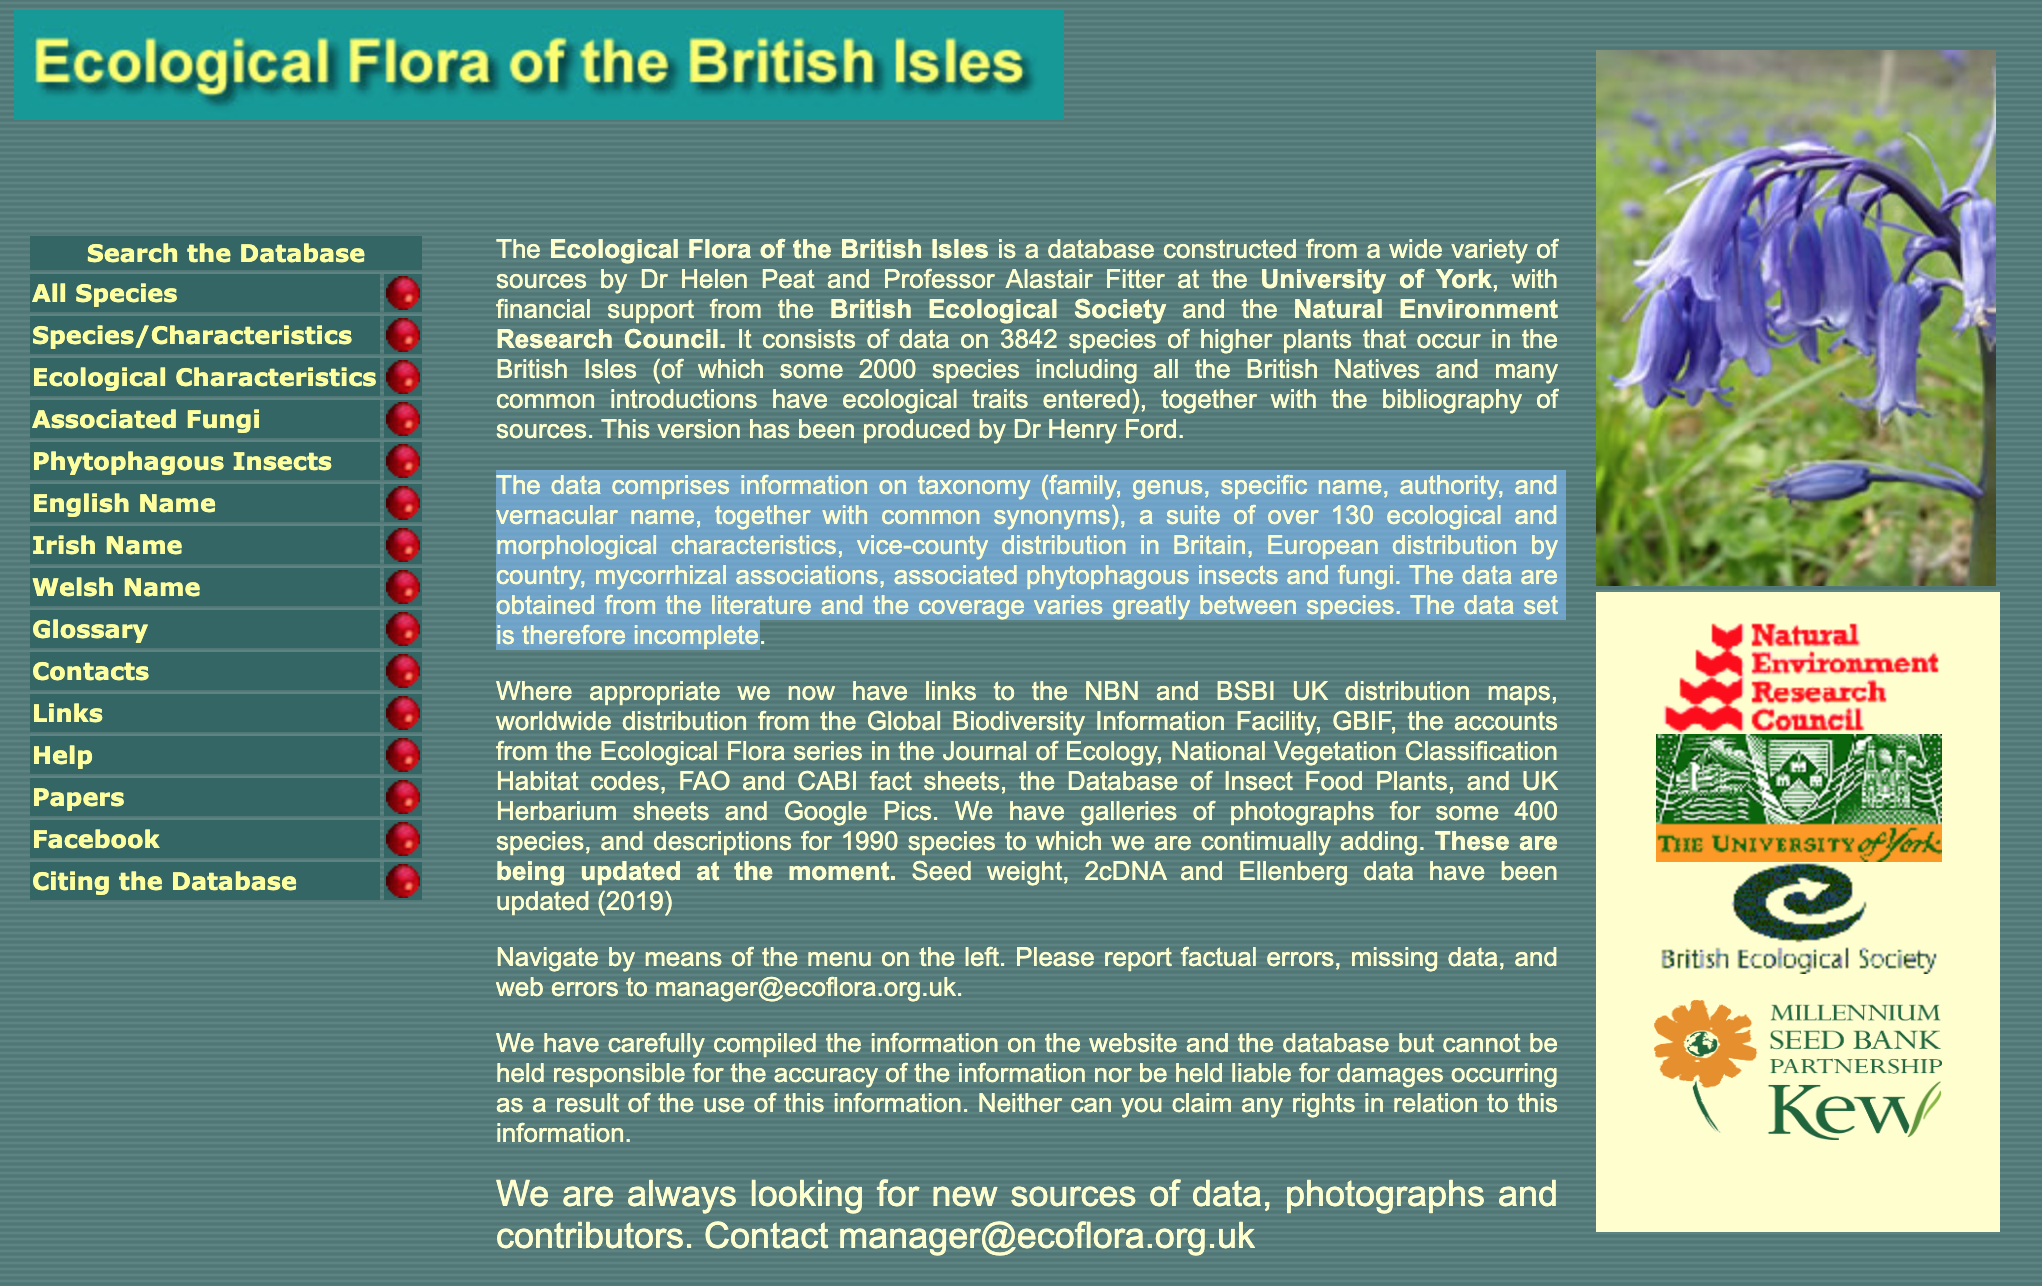 Ecological Flora of the British Isles
Search the Database
All Species
Species/Characteristics
Ecological Characteristics
Associated Fungi
Phytophagous Insects
English Name
Irish Name
Welsh Name
Glossary
Contacts
Links
Help
Papers
Facebook
Citing the Database
The Ecological Flora of the British Isles is a database constructed from a wide variety of
sources by Dr Helen Peat and Professor Alastair Fitter at the University of York, with
financial support from the British Ecological Society and the Natural Environment
Research Council. It consists of data on 3842 species of higher plants that occur in the
British Isles (of which some 2000 species including all the British Natives and many
common introductions have ecological traits entered), together with the bibliography of
sources. This version has been produced by Dr Henry Ford.
The data comprises information on taxonomy (family, genus, specific name, authority, and
vernacular name, together with common synonyms), a suite of over 130 ecological and
morphological characteristics, vice-county distribution in Britain, European distribution by
country, mycorrhizal associations, associated phytophagous insects and fungi. The data are
obtained from the literature and the coverage varies greatly between species. The data set
is therefore incomplete.
Where appropriate we now have links to the NBN and BSBI UK distribution maps,
worldwide distribution from the Global Biodiversity Information Facility, GBIF, the accounts
from the Ecological Flora series in the Journal of Ecology, National Vegetation Classification
Habitat codes, FAO and CABI fact sheets, the Database of Insect Food Plants, and UK
Herbarium sheets and Google Pics. We have galleries of photographs for some 400
species, and descriptions for 1990 species to which we are contimually adding. These are
being updated at the moment. Seed weight, 2cDNA and Ellenberg data have been
updated (2019)
Navigate by means of the menu on the left. Please report factual errors, missing data, and
web errors to manager@ecoflora.org.uk.
We have carefully compiled the information on the website and the database but cannot be
held responsible for the accuracy of the information nor be held liable for damages occurring
as a result of the use of this information. Neither can you claim any rights in relation to this
information.
We are always looking for new sources of data, photographs and
contributors. Contact manager@ecoflora.org.uk
Natural
Environment
Research
Council
THE UNIVERSITY of York
British Ecological Society
MILLENNIUM
SEED BANK
PARTNERSHIP
Kew